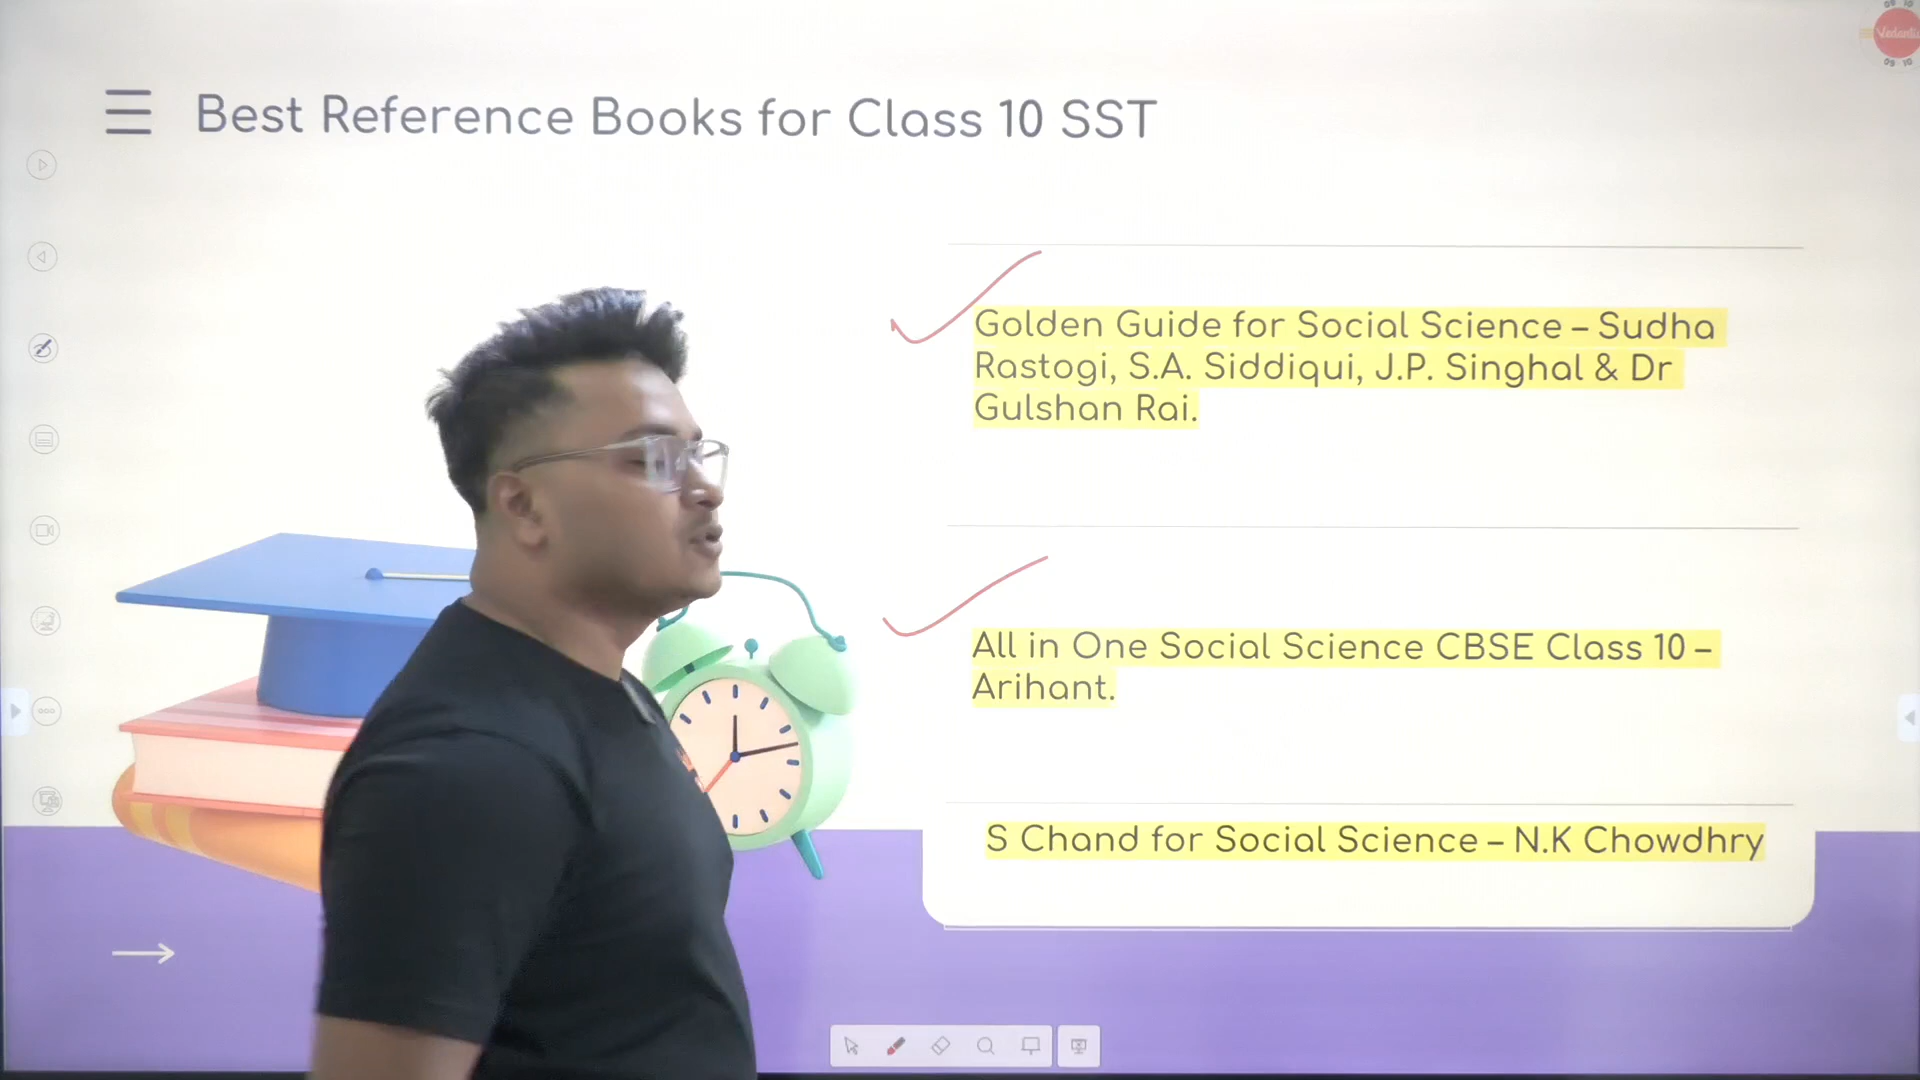 Vedantu
Best Reference Books for Class 10 SST
Golden Guide for Social Science – Sudha
Rastogi, S.A. Siddiqui, J.P. Singhal & Dr
Gulshan Rai.
All in One Social Science CBSE Class 10 –
Arihant.
S Chand for Social Science – N.K Chowdhry